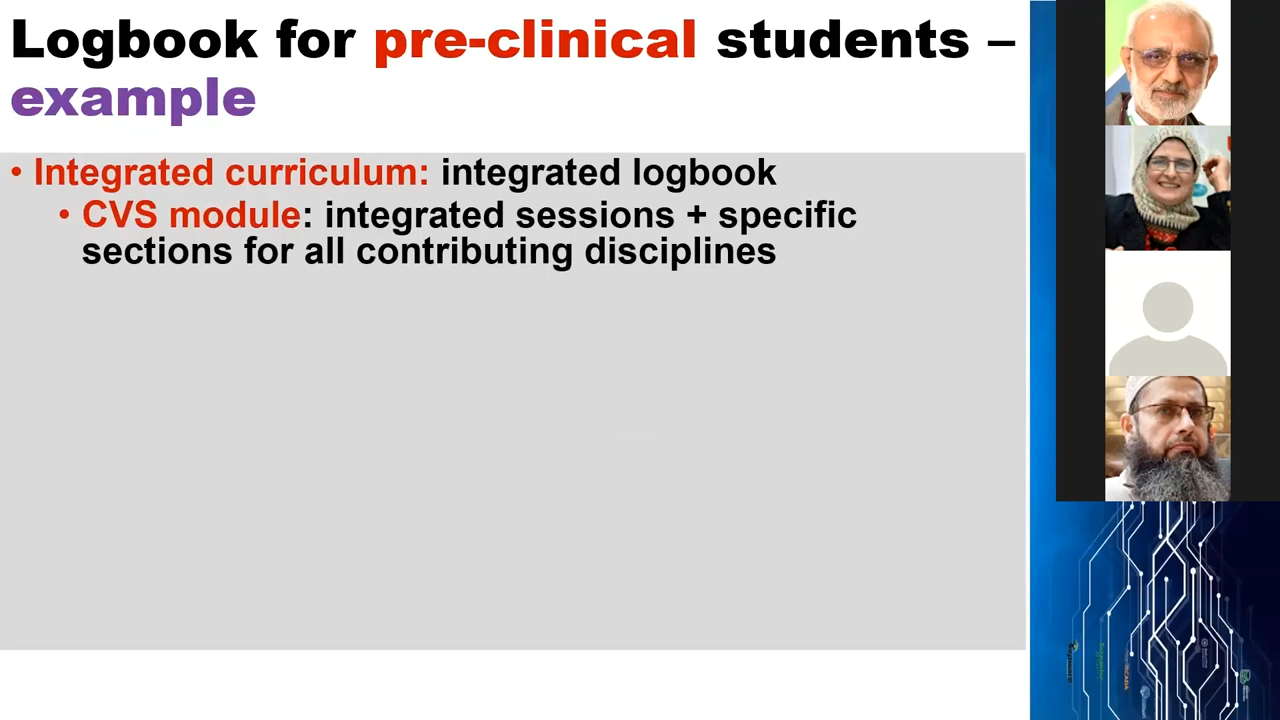 Logbook for pre-clinical students –
example
• Integrated curriculum: integrated logbook
• CVS module: integrated sessions + specific
sections for all contributing disciplines